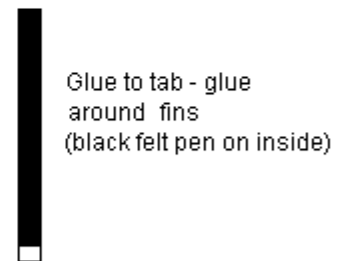 Glue to tab - glue
around fins
(black felt pen on inside)